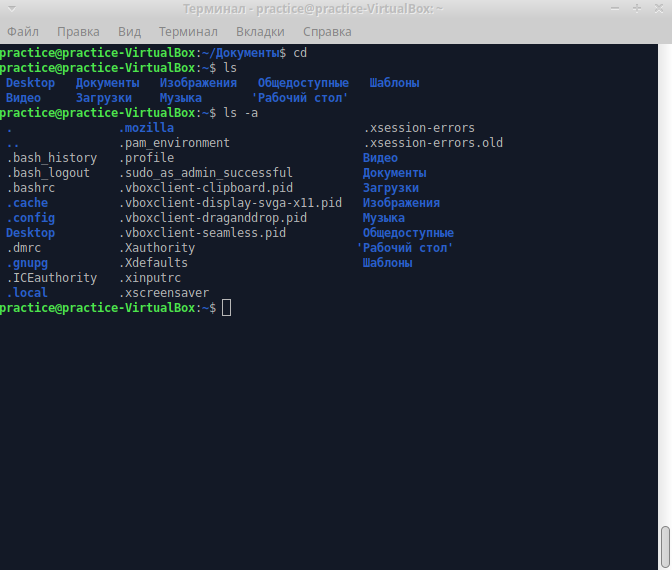 Терминал - practice@practice-VirtualBox: ~
Файл Правка Вид Терминал Вкладки Справка
practice@practice-VirtualBox:~/Документы$ cd
practice@practice-VirtualBox:~$ ls
Desktop Документы Изображения Общедоступные Шаблоны
Видео Загрузки Музыка 'Рабочий стол'
practice@practice-VirtualBox:~$ ls -a
. .mozilla .xsession-errors
.. .pam_environment .xsession-errors.old
.bash_history .profile Видео
.bash_logout .sudo_as_admin_successful Документы
.bashrc .vboxclient-clipboard.pid Загрузки
.cache .vboxclient-display-svga-x11.pid Изображения
.config .vboxclient-draganddrop.pid Музыка
Desktop .vboxclient-seamless.pid Общедоступные
.dmrc .Xauthority 'Рабочий стол'
.gnupg .Xdefaults Шаблоны
.ICEauthority .xinputrc
.local .xscreensaver
practice@practice-VirtualBox:~$